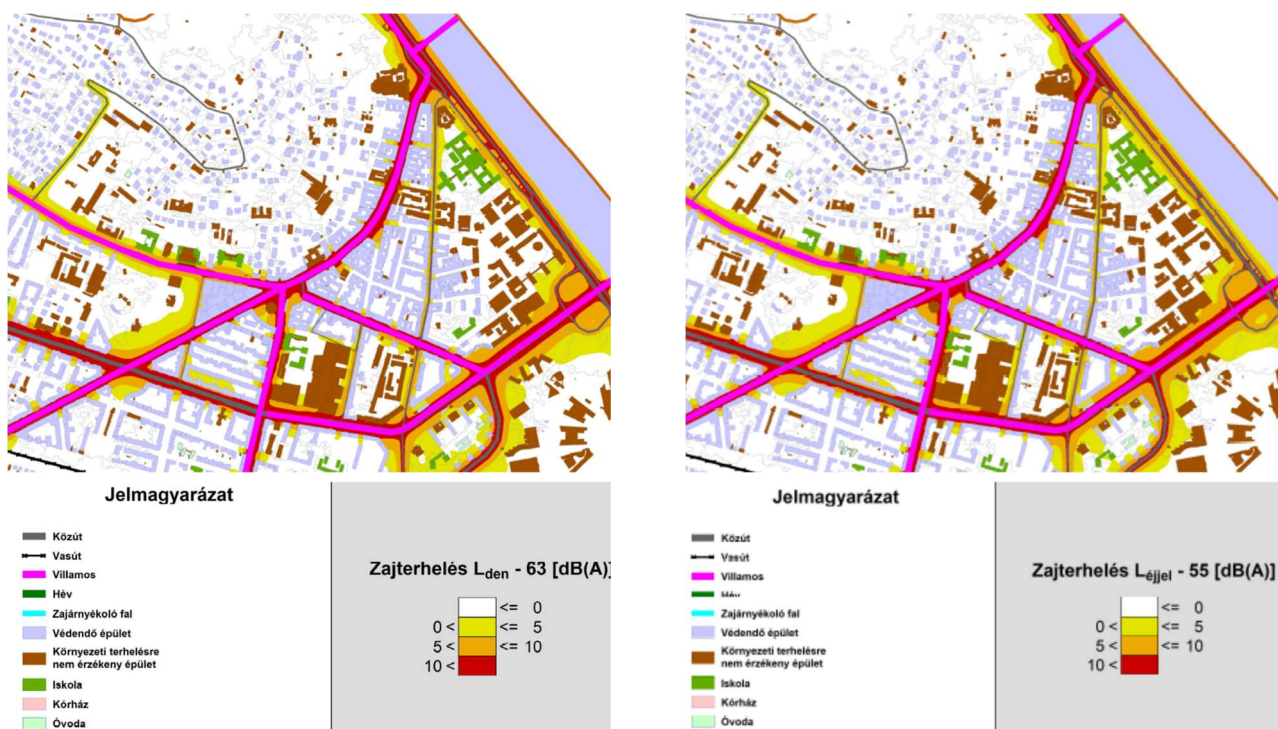 Jelmagyarázat
Közút
Vasút
Villamos
Hév
Zajárnyékoló fal
Védendő épület
Környezeti terhelésre
nem érzékeny épület
Iskola
Kórház
Óvoda
Zajterhelés Lden - 63 [dB(A)]
<= 0
0 < <= 5
5 < <= 10
10 <
Jelmagyarázat
Közút
Vasút
Villamos
Hév
Zajárnyékoló fal
Védendő épület
Környezeti terhelésre
nem érzékeny épület
Iskola
Kórház
Óvoda
Zajterhelés Léjjel - 55 [dB(A)]
<= 0
0 < <= 5
5 < <= 10
10 <